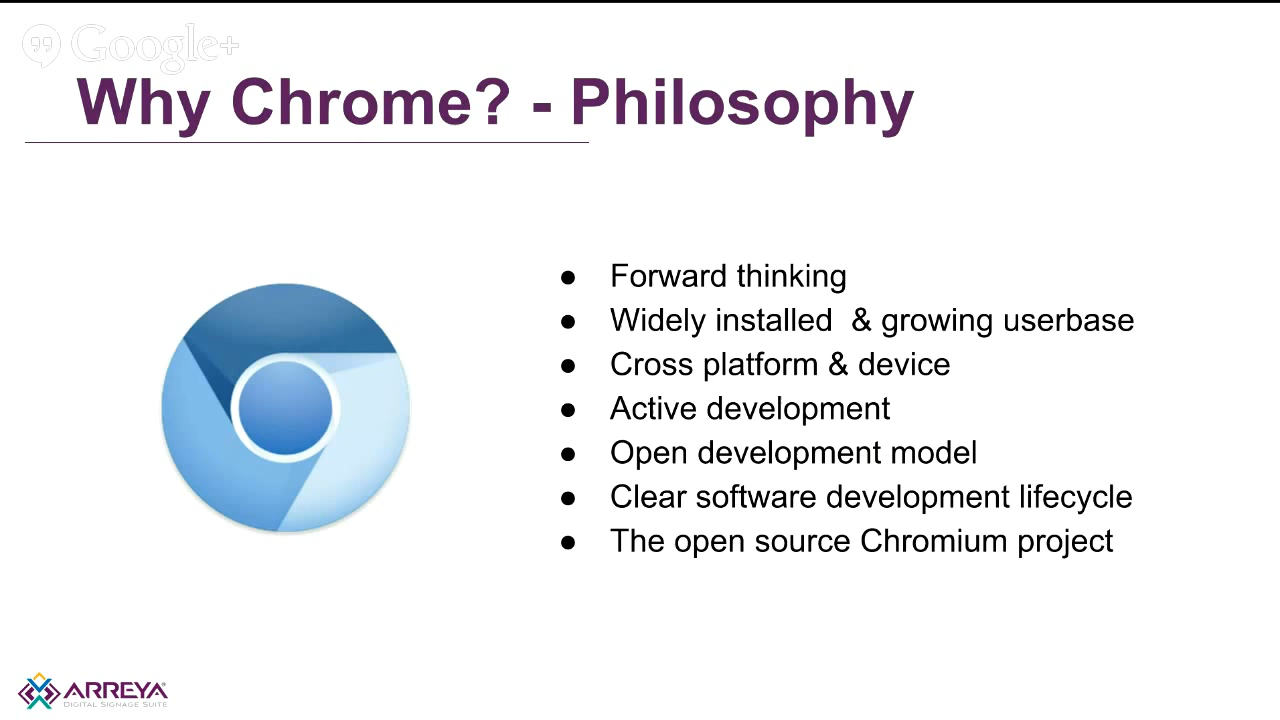 Google+
Why Chrome? - Philosophy
● Forward thinking
● Widely installed  & growing userbase
● Cross platform & device
● Active development
● Open development model
● Clear software development lifecycle
● The open source Chromium project
ARREYA®
DIGITAL SIGNAGE SUITE